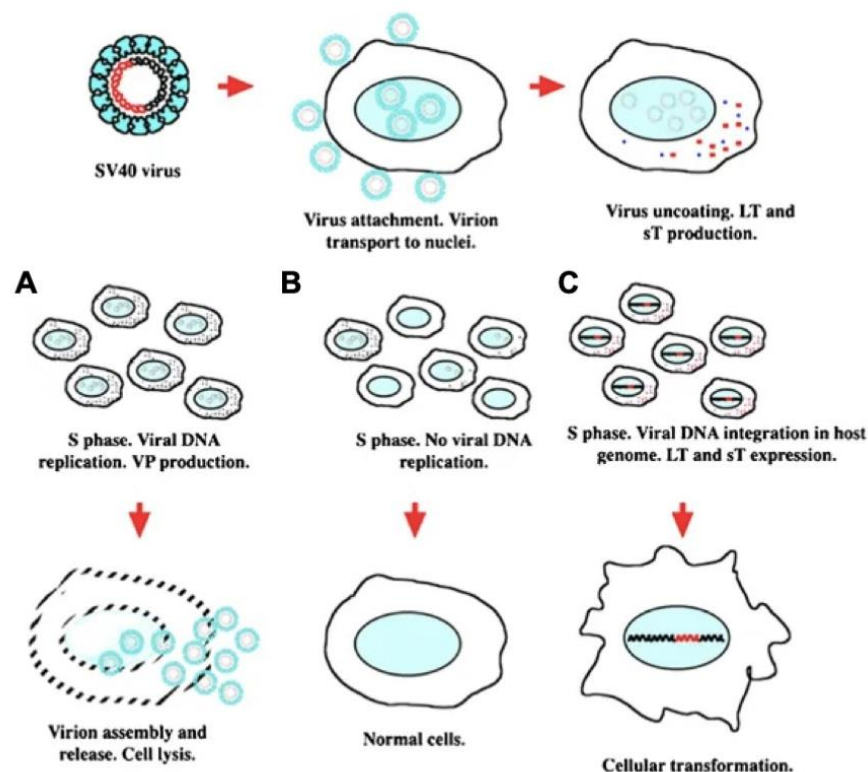 SV40 virus
Virus attachment. Virion
transport to nuclei.
Virus uncoating. LT and
sT production.
A
B
C
S phase. Viral DNA
replication. VP production.
S phase. No viral DNA
replication.
S phase. Viral DNA integration in host
genome. LT and sT expression.
Virion assembly and
release. Cell lysis.
Normal cells.
Cellular transformation.